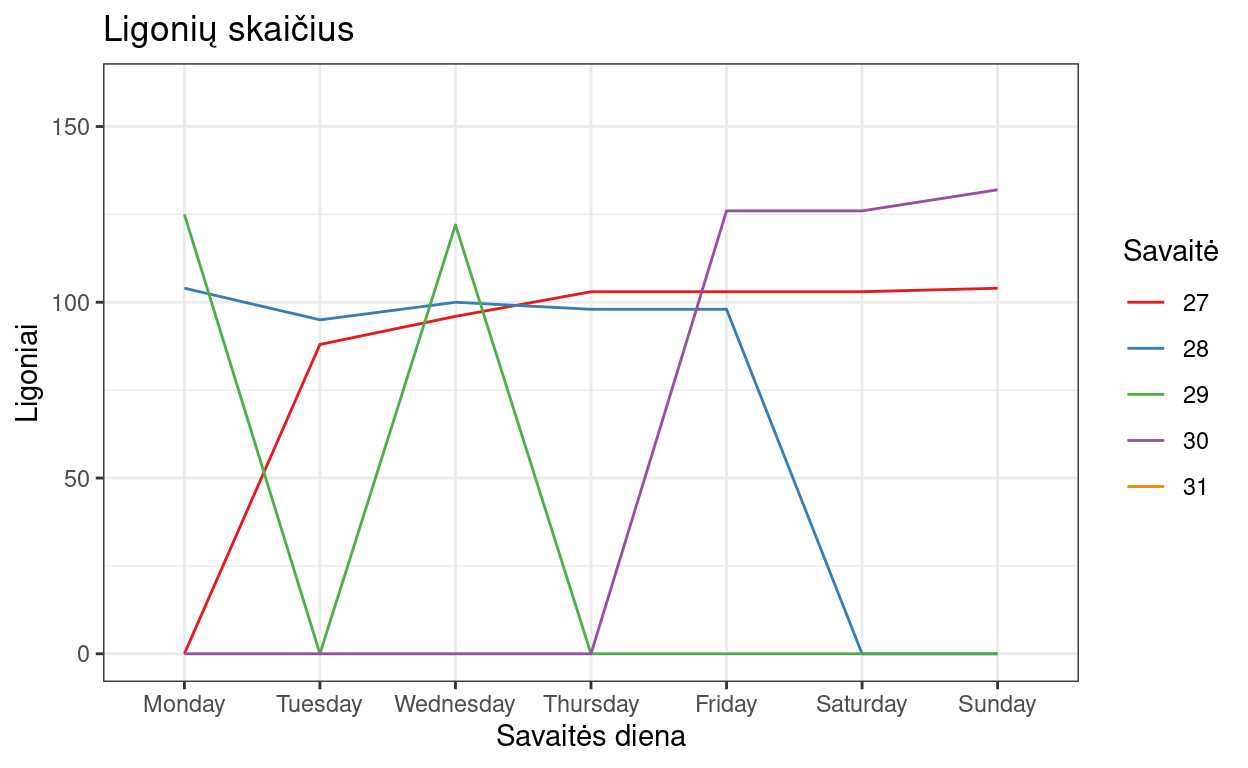 Ligonių skaičius
150
100
50
0
Ligoniai
Monday Tuesday Wednesday Thursday Friday Saturday Sunday
Savaitės diena
Savaitė
27
28
29
30
31